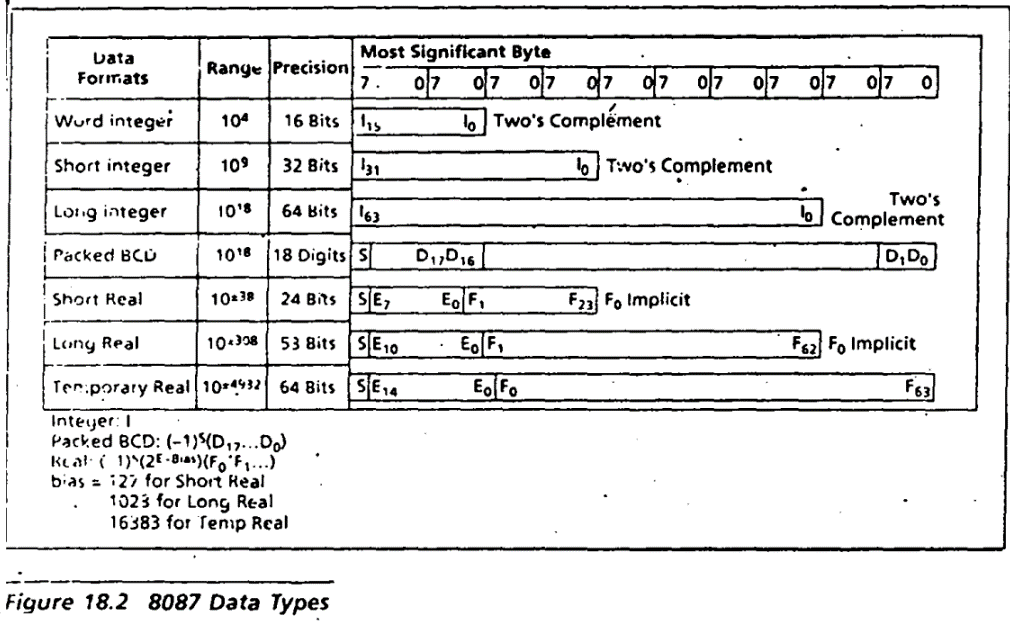 Data Formats Range Precision Most Significant Byte
7 0 7 0 7 0 7 0 7 0 7 0 7 0 7 0 7 0 7 0
Word integer 10⁴ 16 Bits I₁₅ I₀ Two's Complement
Short integer 10⁹ 32 Bits I₃₁ I₀ Two's Complement
Long integer 10¹⁸ 64 Bits I₆₃ I₀ Two's Complement
Packed BCD 10¹⁸ 18 Digits S D₁₇D₁₆ D₁D₀
Short Real 10±³⁸ 24 Bits S E₇ E₀ F₁ F₂₃ F₀ Implicit
Long Real 10±³⁰⁸ 53 Bits S E₁₀ E₀ F₁ F₆₂ F₀ Implicit
Temporary Real 10±⁴⁹³² 64 Bits S E₁₄ E₀ F₀ F₆₃
Integer: I
Packed BCD: (–1)ˢ(D₁₇...D₀)
Real: (–1)ˢ(2ᴱ⁻ᴮⁱᵃˢ)(F₀·F₁...)
bias = 127 for Short Real
1023 for Long Real
16383 for Temp Real
Figure 18.2 8087 Data Types